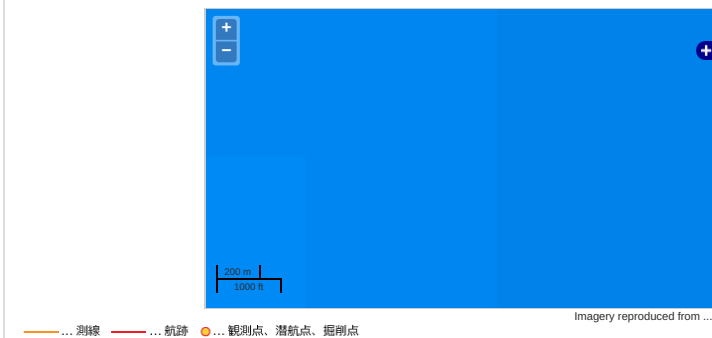 +
−
+
200 m
1000 ft
Imagery reproduced from ...
... 測線 ... 航跡 ... 観測点、潜航点、掘削点